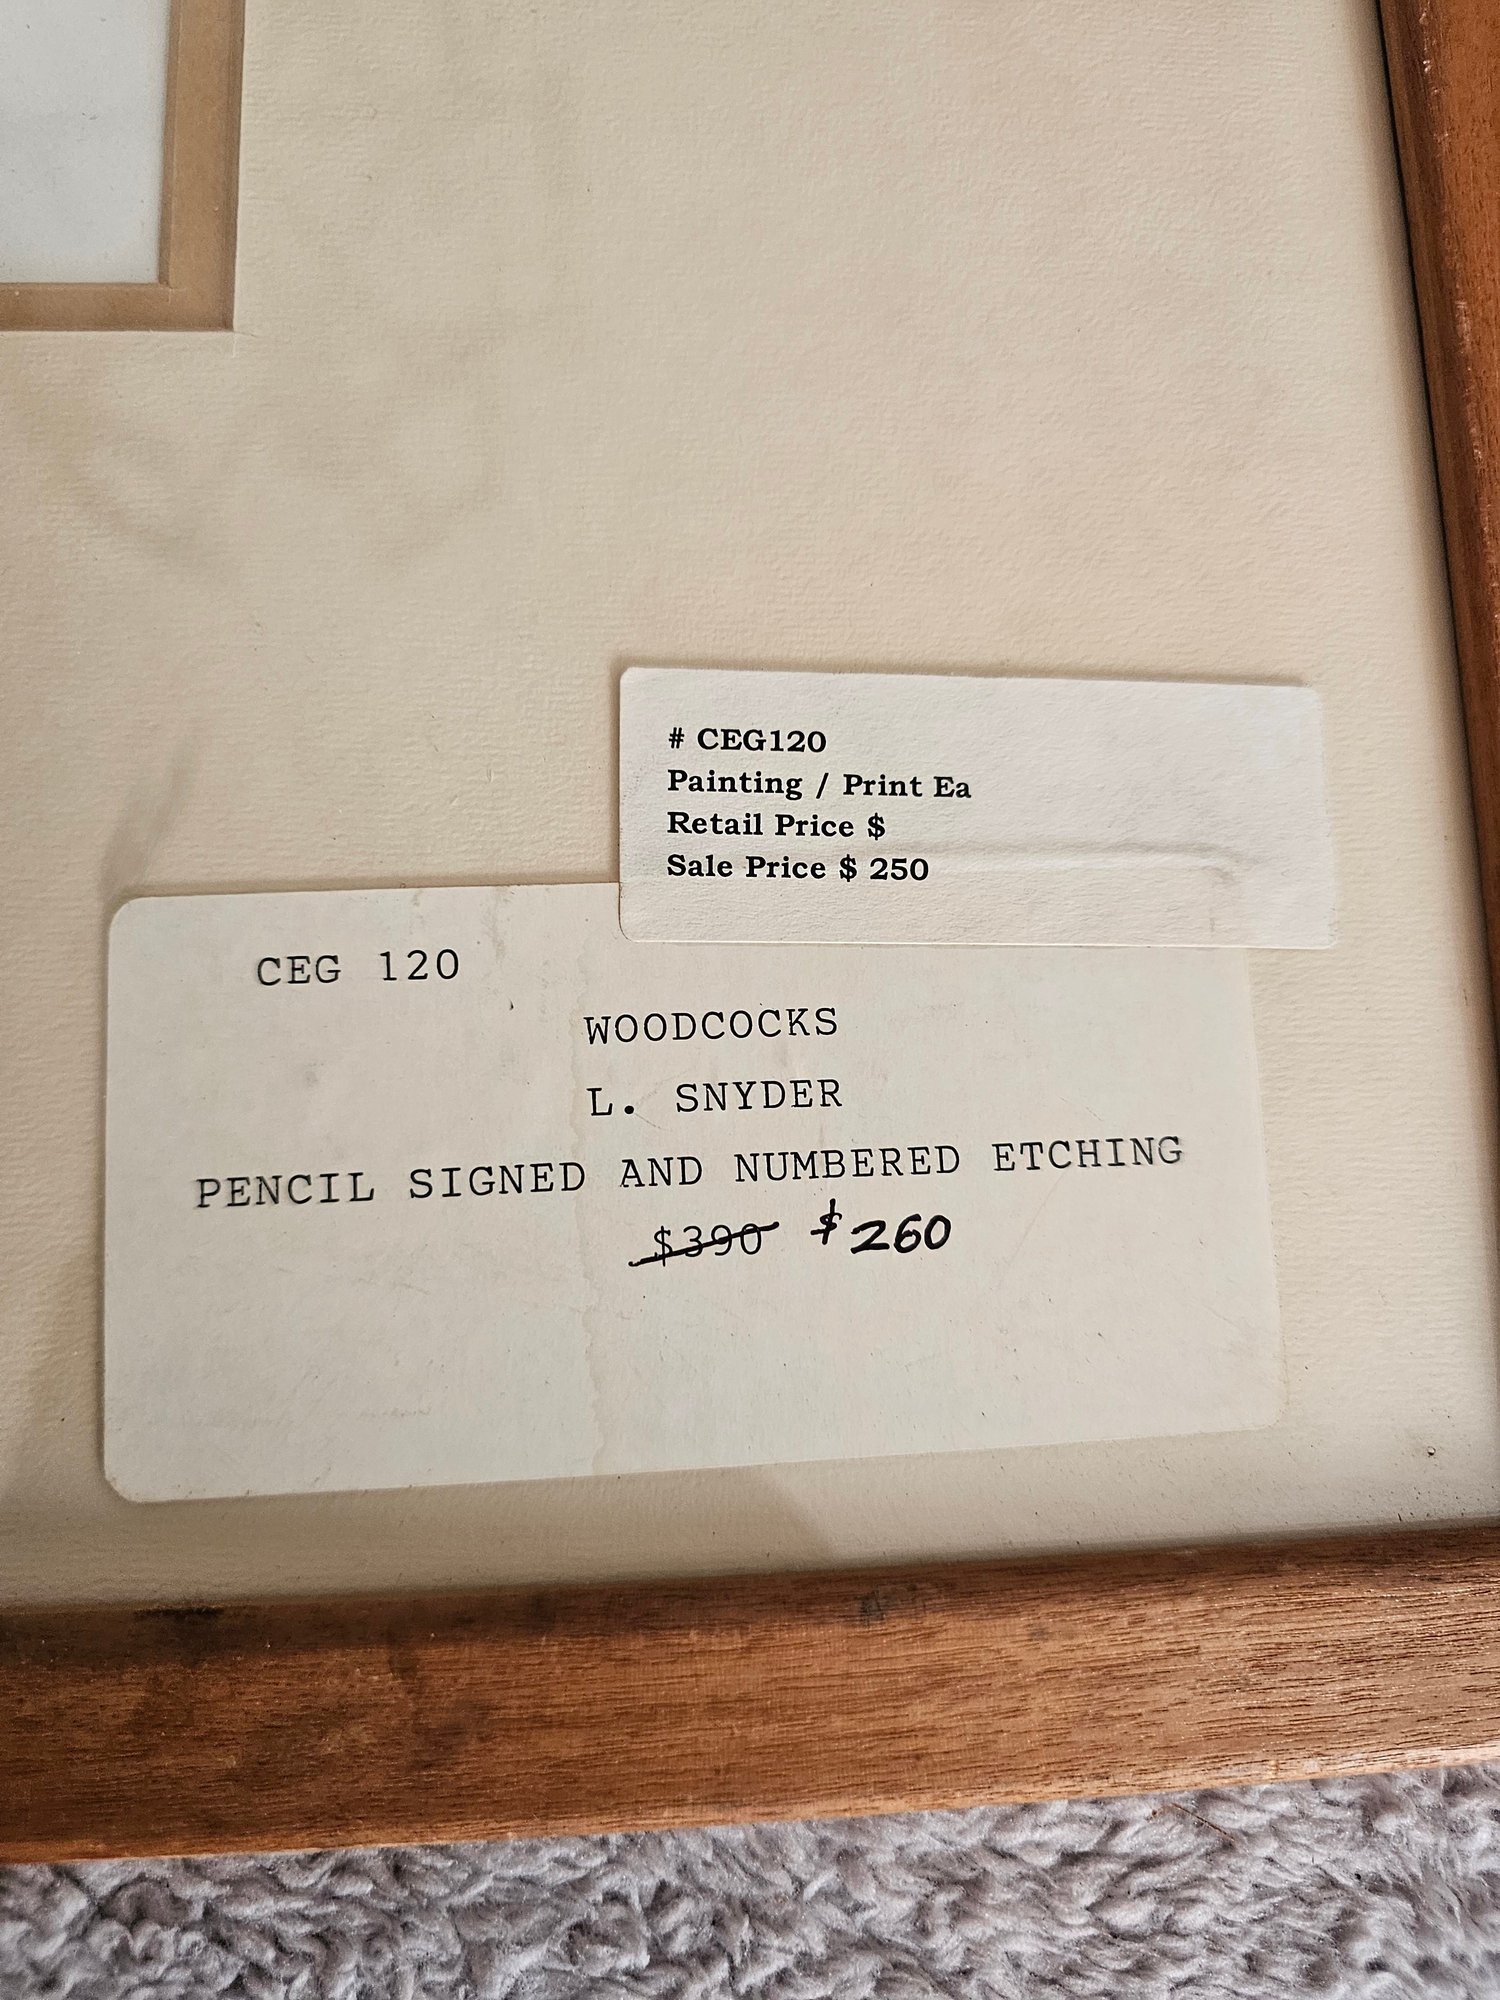 # CEG120
Painting / Print Ea
Retail Price $
Sale Price $ 250
CEG 120
WOODCOCKS
L. SNYDER
PENCIL SIGNED AND NUMBERED ETCHING
$390 $260